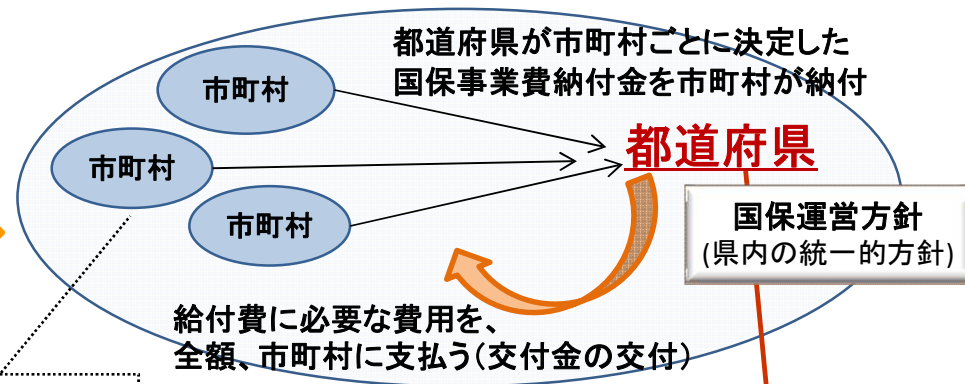 都道府県が市町村ごとに決定した
国保事業費納付金を市町村が納付
市町村
市町村
市町村
都道府県
国保運営方針
(県内の統一的方針)
給付費に必要な費用を、
全額、市町村に支払う(交付金の交付)